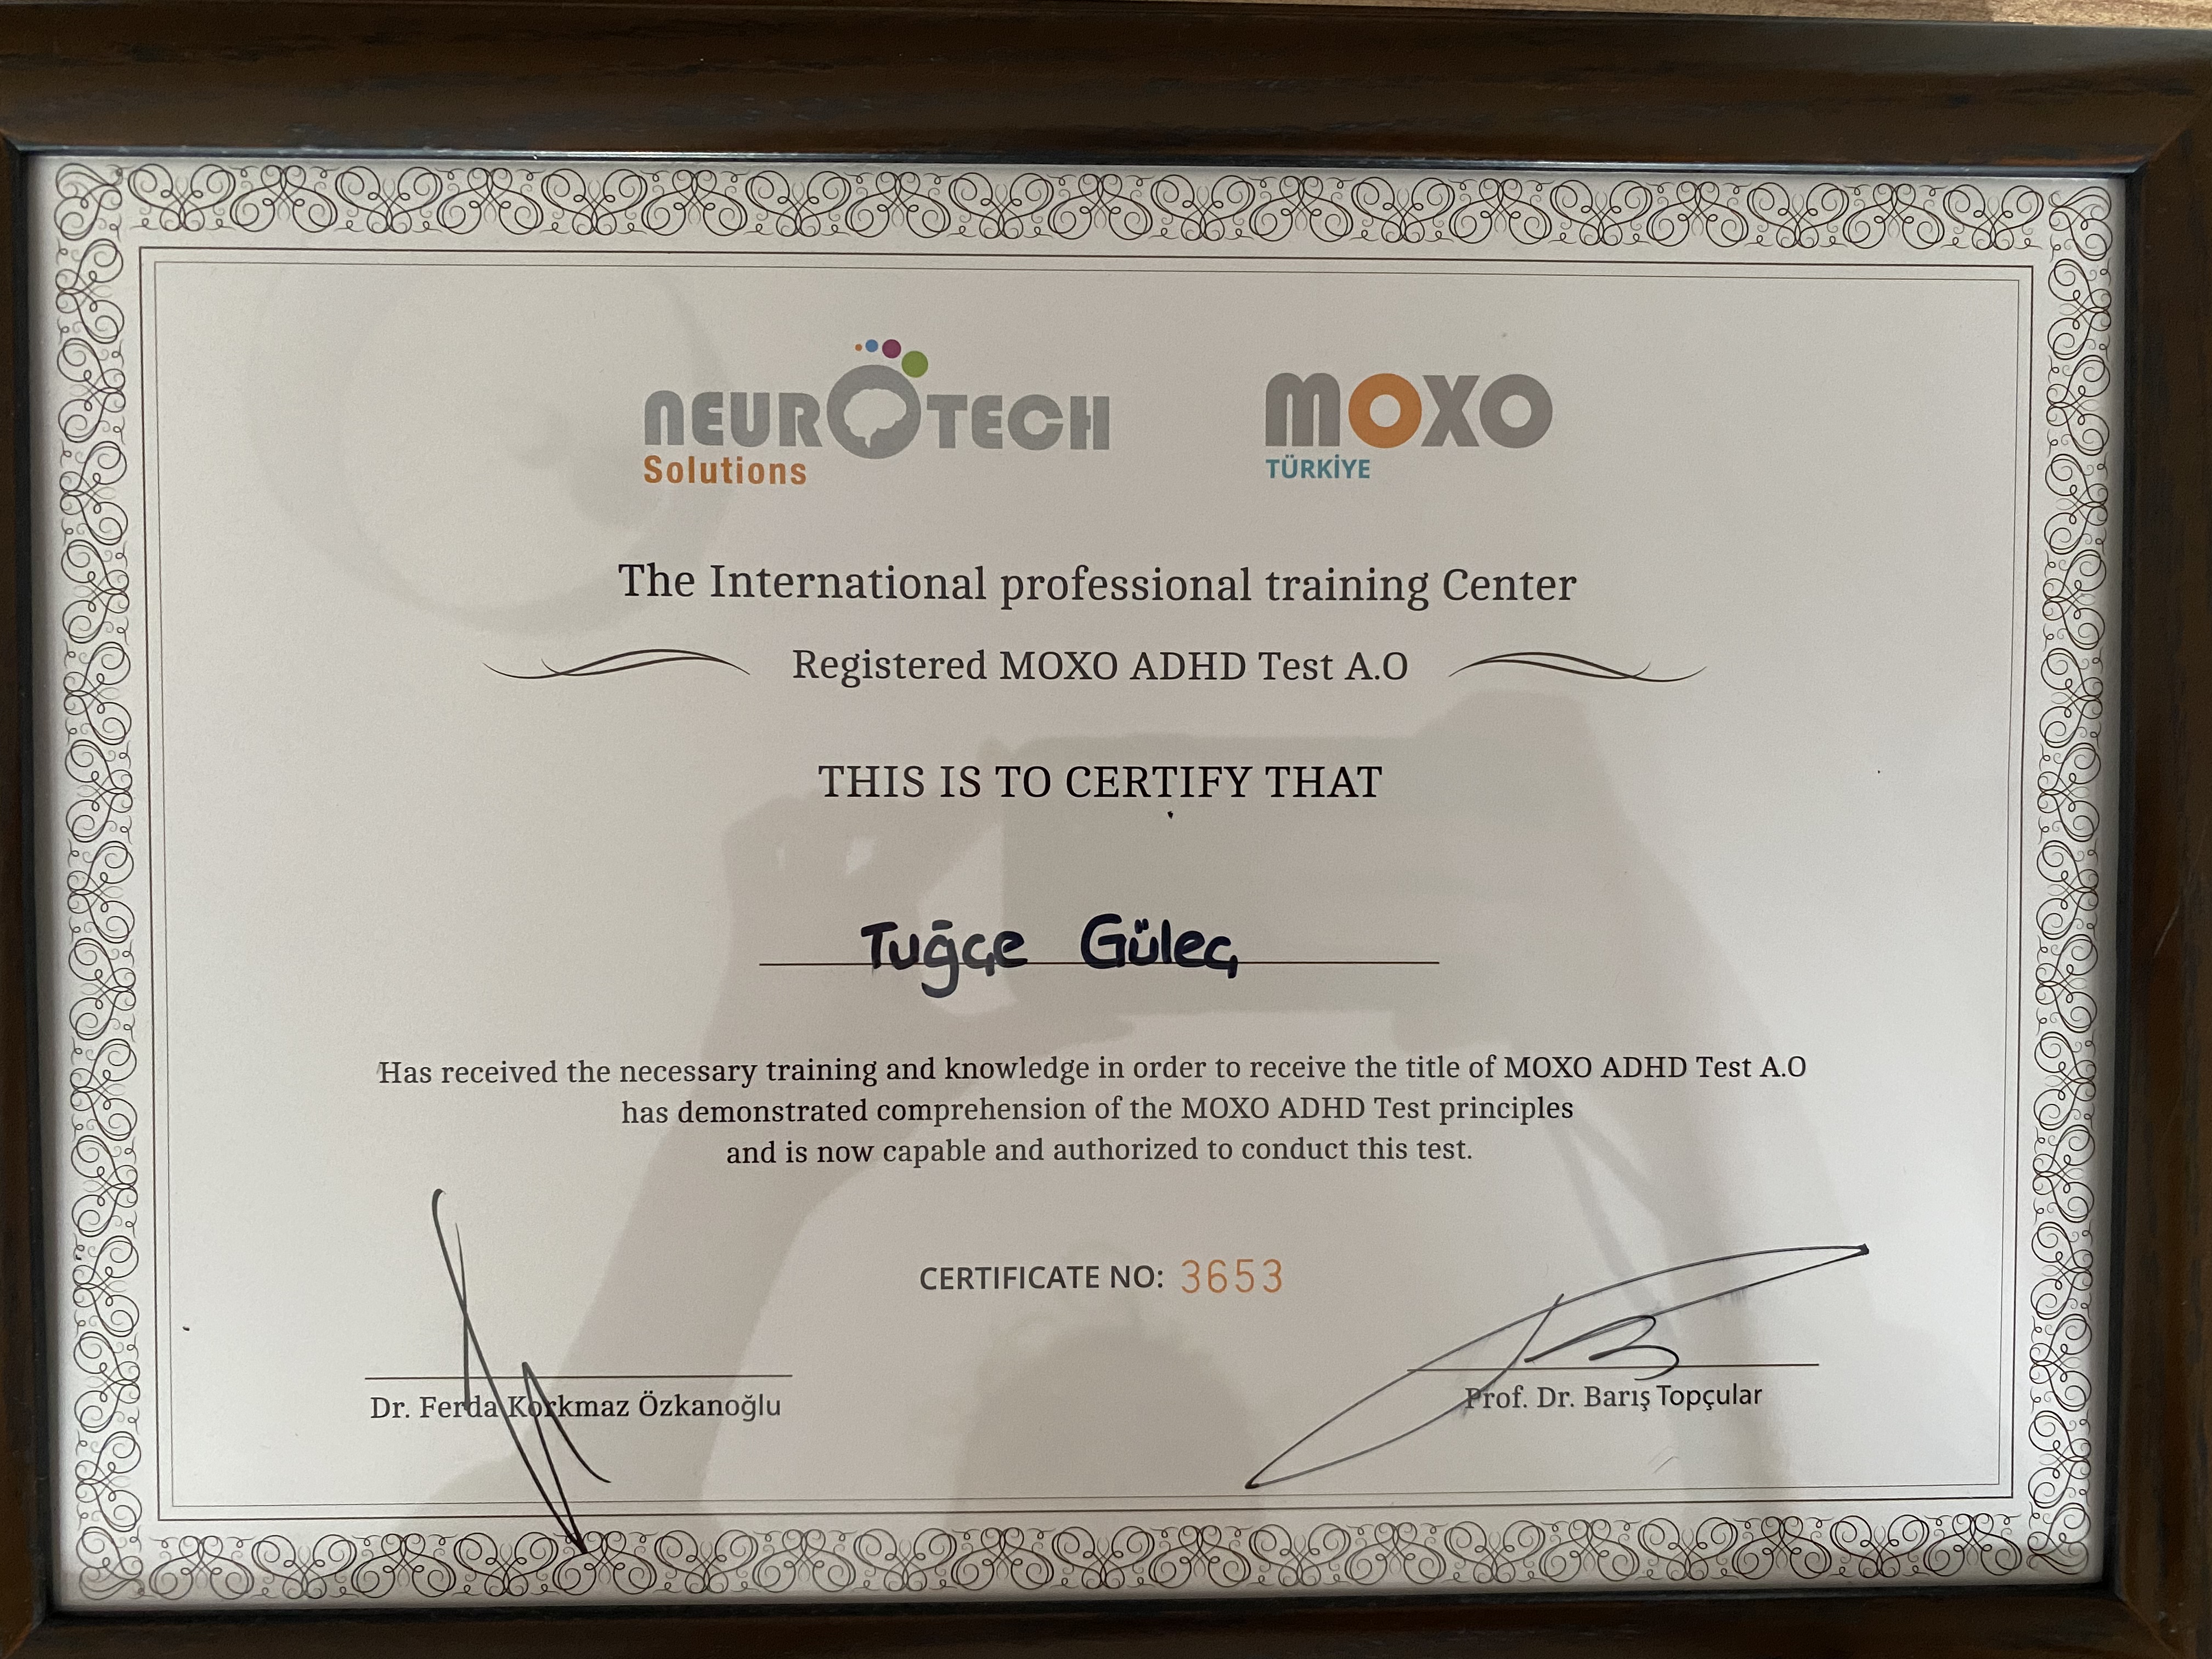 NEUROTECH
Solutions
MOXO
TÜRKİYE
The International professional training Center
Registered MOXO ADHD Test A.O
THIS IS TO CERTIFY THAT
Tuğçe Güleç
Has received the necessary training and knowledge in order to receive the title of MOXO ADHD Test A.O
has demonstrated comprehension of the MOXO ADHD Test principles
and is now capable and authorized to conduct this test.
CERTIFICATE NO: 3653
Dr. Ferda Korkmaz Özkanoğlu
Prof. Dr. Barış Topçular